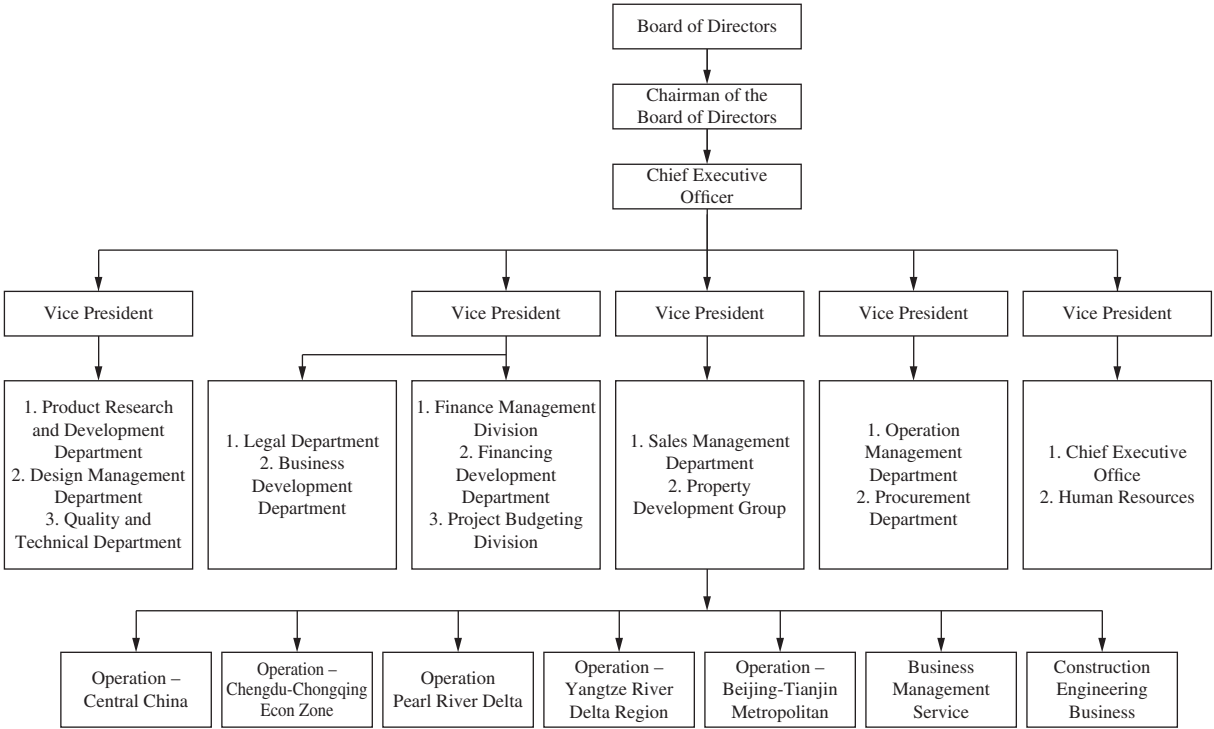 Board of Directors
Chairman of the
Board of Directors
Chief Executive
Officer
Vice President
Vice President
Vice President
Vice President
Vice President
1. Product Research
and Development
Department
2. Design Management
Department
3. Quality and
Technical Department
1. Legal Department
2. Business
Development
Department
1. Finance Management
Division
2. Financing
Development
Department
3. Project Budgeting
Division
1. Sales Management
Department
2. Property
Development Group
1. Operation
Management
Department
2. Procurement
Department
1. Chief Executive
Office
2. Human Resources
Operation –
Central China
Operation –
Chengdu-Chongqing
Econ Zone
Operation
Pearl River Delta
Operation –
Yangtze River
Delta Region
Operation –
Beijing-Tianjin
Metropolitan
Business
Management
Service
Construction
Engineering
Business